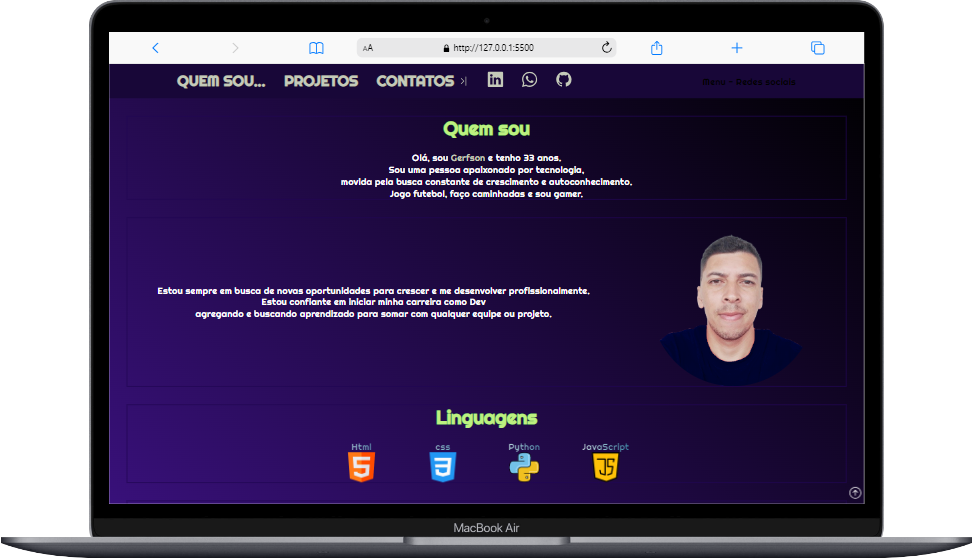 AA
http://127.0.0.1:5500
QUEM SOU...
PROJETOS
CONTATOS
Menu - Redes sociais
Quem sou
Olá, sou Gerfson e tenho 33 anos.
Sou uma pessoa apaixonado por tecnologia,
movida pela busca constante de crescimento e autoconhecimento.
Jogo futebol, faço caminhadas e sou gamer.
Estou sempre em busca de novas oportunidades para crescer e me desenvolver profissionalmente.
Estou confiante em iniciar minha carreira como Dev
agregando e buscando aprendizado para somar com qualquer equipe ou projeto.
Linguagens
Html
css
Python
JavaScript
5
3
JS
MacBook Air